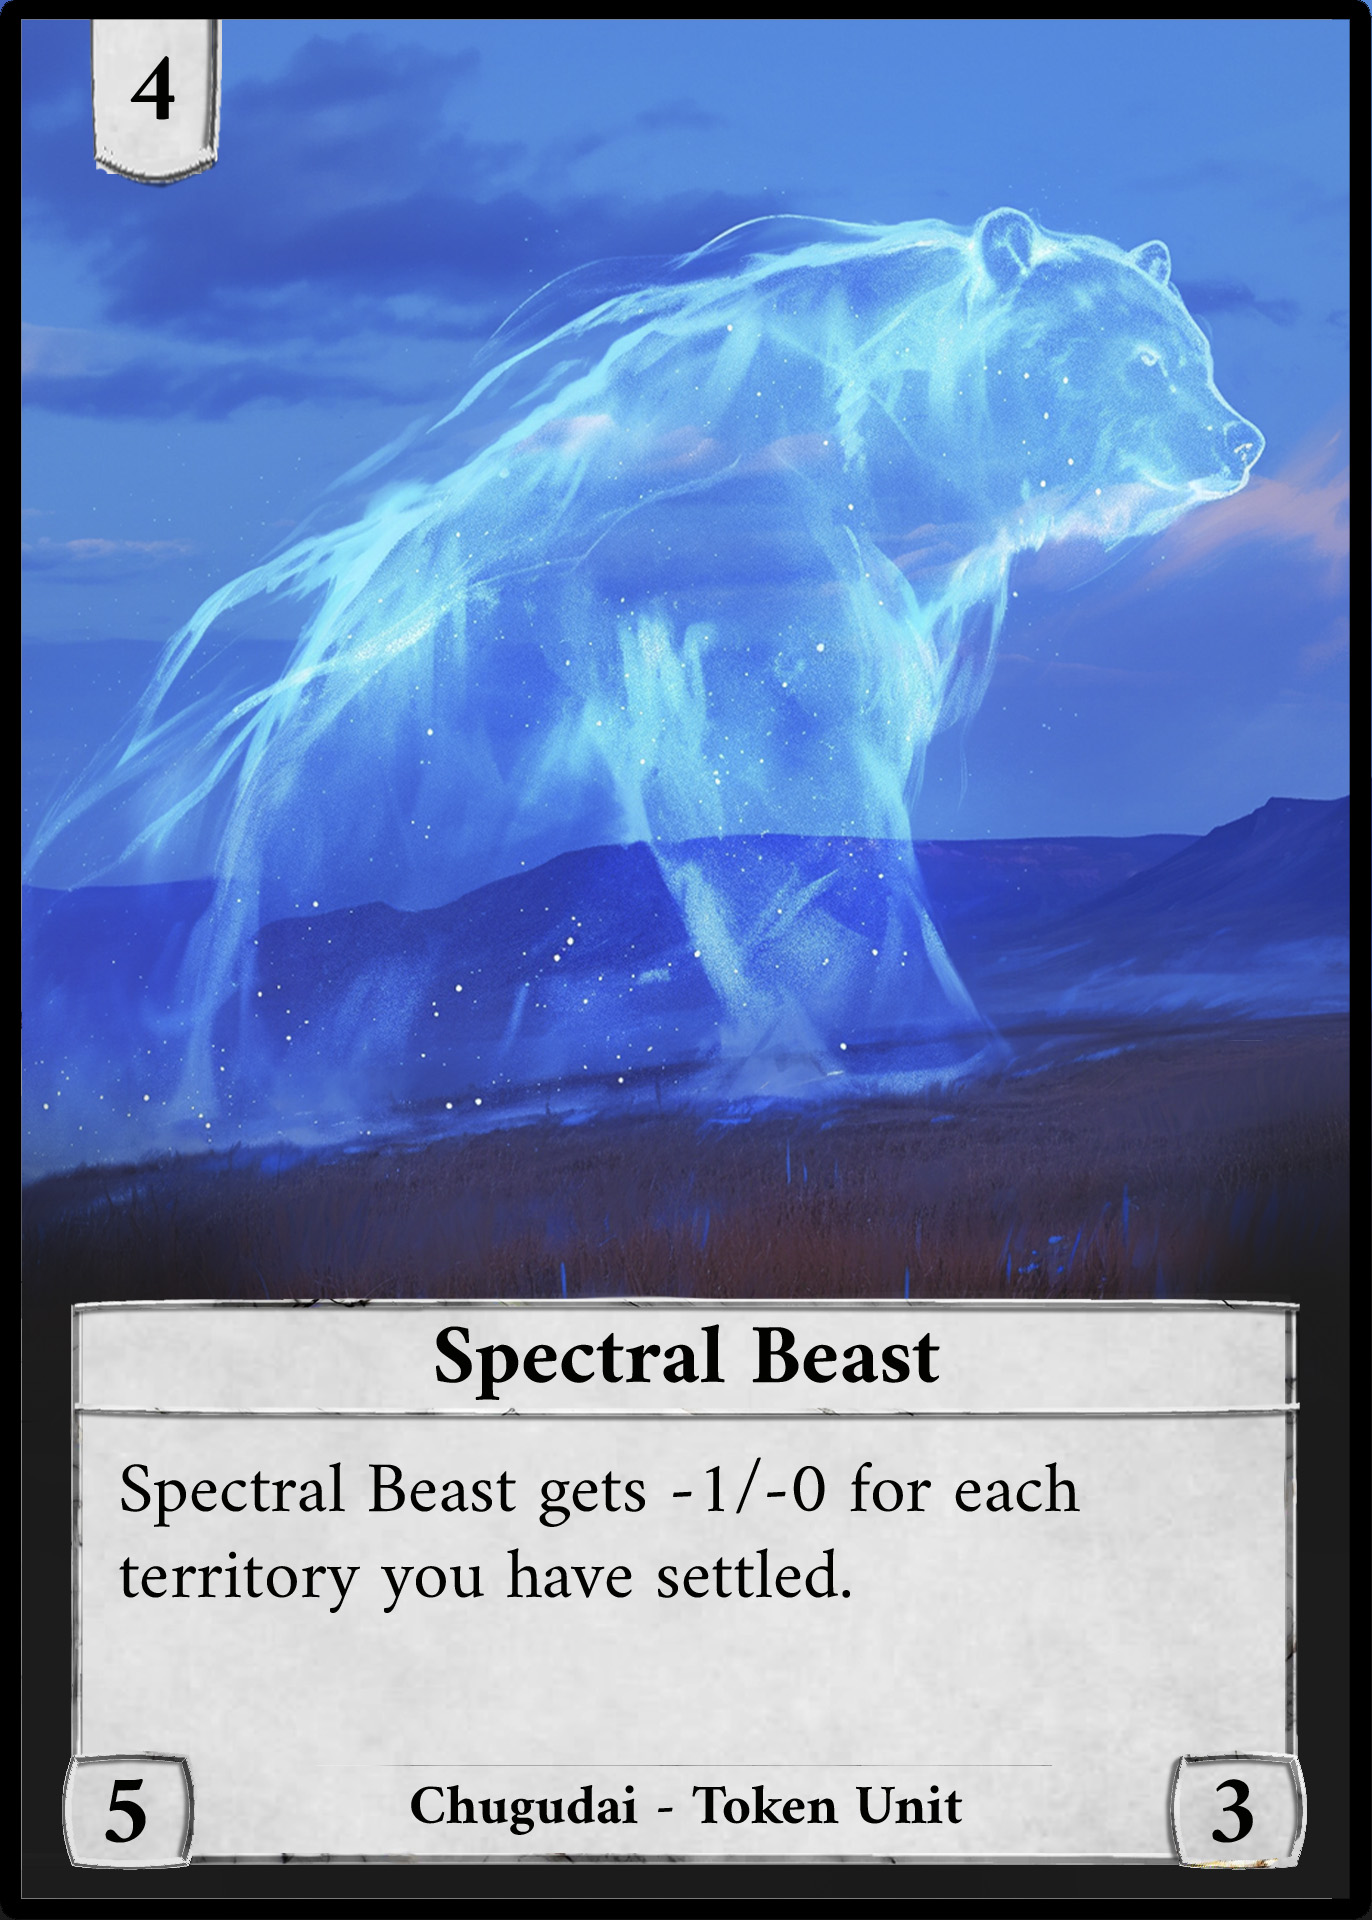 4
Spectral Beast
Spectral Beast gets -1/-0 for each
territory you have settled.
5
Chugudai - Token Unit
3